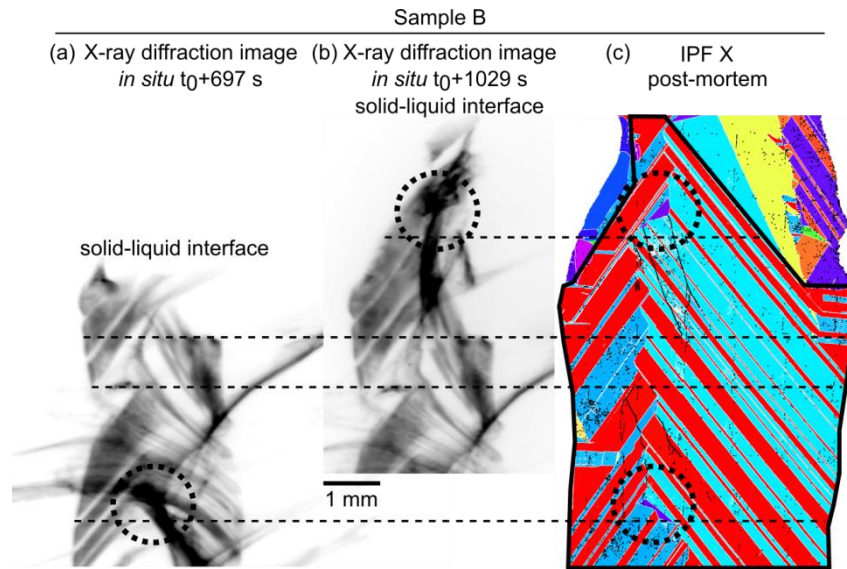 Sample B
(a) X-ray diffraction image
in situ t0+697 s
(b) X-ray diffraction image
in situ t0+1029 s
solid-liquid interface
(c) IPF X
post-mortem
solid-liquid interface
1 mm